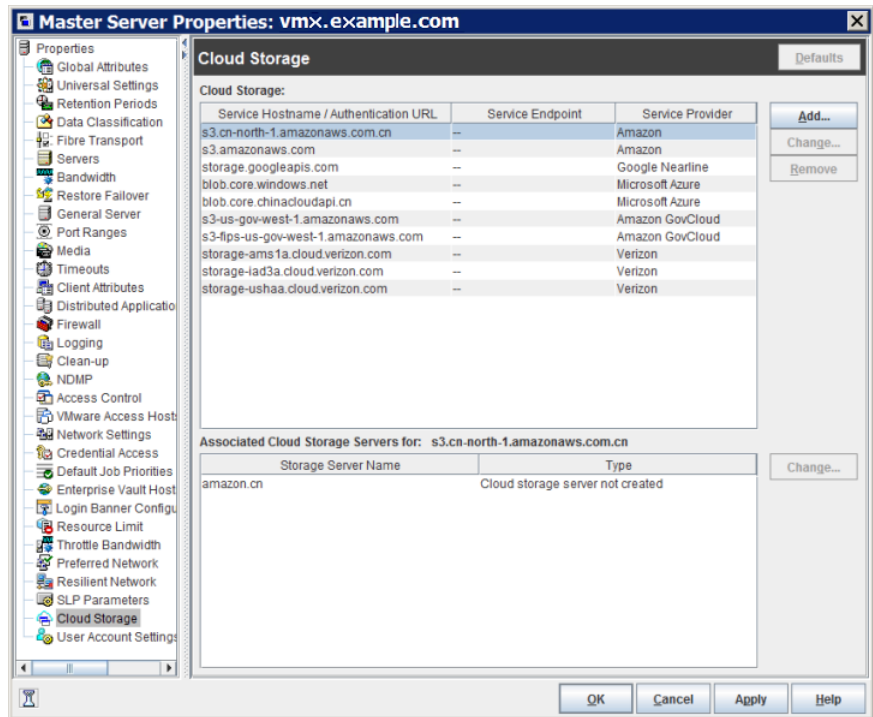 Master Server Properties: vmx.example.com
Properties
Global Attributes
Universal Settings
Retention Periods
Data Classification
Fibre Transport
Servers
Bandwidth
Restore Failover
General Server
Port Ranges
Media
Timeouts
Client Attributes
Distributed Applicatio
Firewall
Logging
Clean-up
NDMP
Access Control
VMware Access Hosts
Network Settings
Credential Access
Default Job Priorities
Enterprise Vault Host
Login Banner Configu
Resource Limit
Throttle Bandwidth
Preferred Network
Resilient Network
SLP Parameters
Cloud Storage
User Account Settings
Cloud Storage
Defaults
Cloud Storage:
Service Hostname / Authentication URL Service Endpoint Service Provider
s3.cn-north-1.amazonaws.com.cn -- Amazon
s3.amazonaws.com -- Amazon
storage.googleapis.com -- Google Nearline
blob.core.windows.net -- Microsoft Azure
blob.core.chinacloudapi.cn -- Microsoft Azure
s3-us-gov-west-1.amazonaws.com -- Amazon GovCloud
s3-fips-us-gov-west-1.amazonaws.com -- Amazon GovCloud
storage-ams1a.cloud.verizon.com -- Verizon
storage-iad3a.cloud.verizon.com -- Verizon
storage-ushaa.cloud.verizon.com -- Verizon
Add...
Change...
Remove
Associated Cloud Storage Servers for: s3.cn-north-1.amazonaws.com.cn
Storage Server Name Type
amazon.cn Cloud storage server not created
Change...
OK Cancel Apply Help